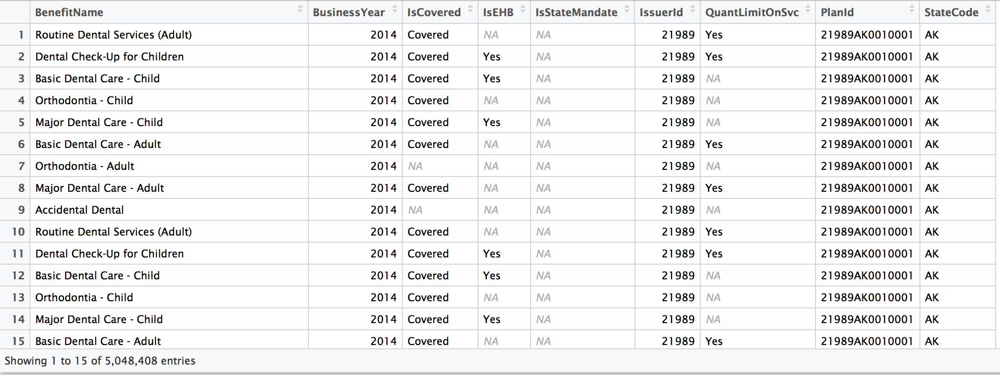 BenefitName BusinessYear IsCovered IsEHB IsStateMandate IssuerId QuantLimitOnSvc PlanId StateCode
1 Routine Dental Services (Adult) 2014 Covered NA NA 21989 Yes 21989AK0010001 AK
2 Dental Check-Up for Children 2014 Covered Yes NA 21989 Yes 21989AK0010001 AK
3 Basic Dental Care - Child 2014 Covered Yes NA 21989 NA 21989AK0010001 AK
4 Orthodontia - Child 2014 Covered NA NA 21989 NA 21989AK0010001 AK
5 Major Dental Care - Child 2014 Covered Yes NA 21989 NA 21989AK0010001 AK
6 Basic Dental Care - Adult 2014 Covered NA NA 21989 Yes 21989AK0010001 AK
7 Orthodontia - Adult 2014 NA NA NA 21989 NA 21989AK0010001 AK
8 Major Dental Care - Adult 2014 Covered NA NA 21989 Yes 21989AK0010001 AK
9 Accidental Dental 2014 NA NA NA 21989 NA 21989AK0010001 AK
10 Routine Dental Services (Adult) 2014 Covered NA NA 21989 Yes 21989AK0010001 AK
11 Dental Check-Up for Children 2014 Covered Yes NA 21989 Yes 21989AK0010001 AK
12 Basic Dental Care - Child 2014 Covered Yes NA 21989 NA 21989AK0010001 AK
13 Orthodontia - Child 2014 Covered NA NA 21989 NA 21989AK0010001 AK
14 Major Dental Care - Child 2014 Covered Yes NA 21989 NA 21989AK0010001 AK
15 Basic Dental Care - Adult 2014 Covered NA NA 21989 Yes 21989AK0010001 AK
Showing 1 to 15 of 5,048,408 entries